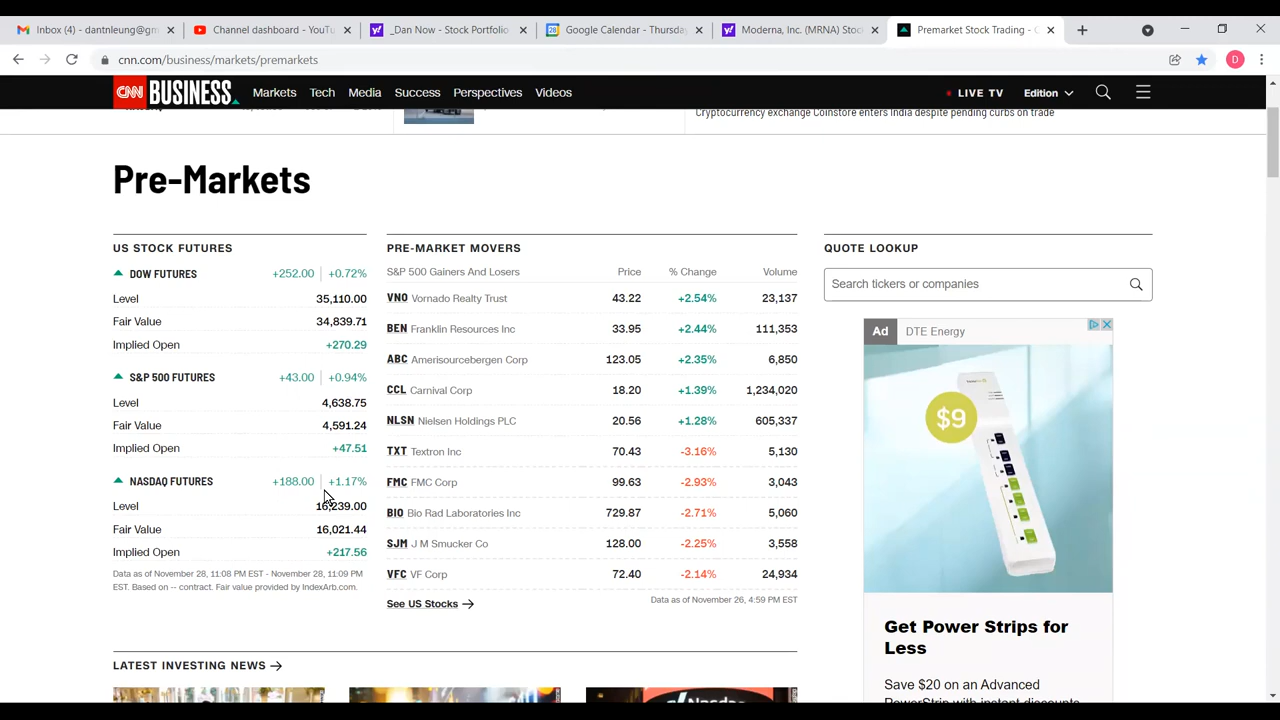 Inbox (4) - dantnleung@gm
Channel dashboard - YouTu
_Dan Now - Stock Portfolio
Google Calendar - Thursda
Moderna, Inc. (MRNA) Stoc
Premarket Stock Trading - C
cnn.com/business/markets/premarkets
D
CNN BUSINESS
Markets Tech Media Success Perspectives Videos
LIVE TV Edition
Cryptocurrency exchange Coinstore enters India despite pending curbs on trade
Pre-Markets
US STOCK FUTURES
DOW FUTURES +252.00 +0.72%
Level 35,110.00
Fair Value 34,839.71
Implied Open +270.29
S&P 500 FUTURES +43.00 +0.94%
Level 4,638.75
Fair Value 4,591.24
Implied Open +47.51
NASDAQ FUTURES +188.00 +1.17%
Level 16,239.00
Fair Value 16,021.44
Implied Open +217.56
Data as of November 28, 11:08 PM EST - November 28, 11:09 PM
EST. Based on -- contract. Fair value provided by IndexArb.com.
PRE-MARKET MOVERS
S&P 500 Gainers And Losers Price % Change Volume
VNO Vornado Realty Trust 43.22 +2.54% 23,137
BEN Franklin Resources Inc 33.95 +2.44% 111,353
ABC Amerisourcebergen Corp 123.05 +2.35% 6,850
CCL Carnival Corp 18.20 +1.39% 1,234,020
NLSN Nielsen Holdings PLC 20.56 +1.28% 605,337
TXT Textron Inc 70.43 -3.16% 5,130
FMC FMC Corp 99.63 -2.93% 3,043
BIO Bio Rad Laboratories Inc 729.87 -2.71% 5,060
SJM J M Smucker Co 128.00 -2.25% 3,558
VFC VF Corp 72.40 -2.14% 24,934
See US Stocks
Data as of November 26, 4:59 PM EST
QUOTE LOOKUP
Search tickers or companies
Ad DTE Energy
$9
Get Power Strips for
Less
Save $20 on an Advanced
PowerStrip with instant discounts
LATEST INVESTING NEWS
Nasdaq